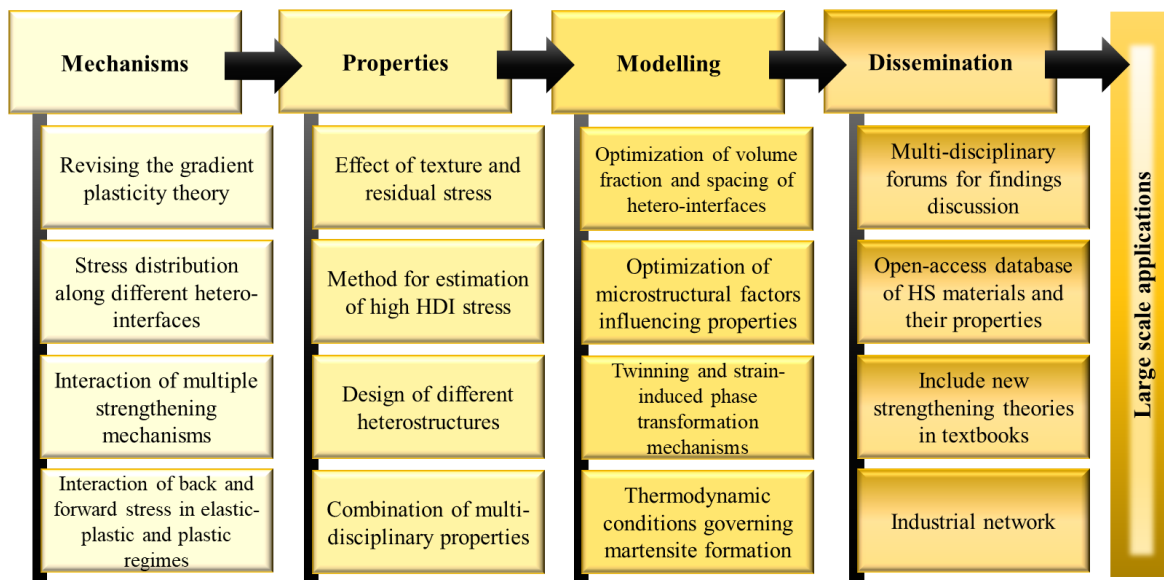 Mechanisms
Revising the gradient
plasticity theory
Stress distribution
along different hetero-
interfaces
Interaction of multiple
strengthening
mechanisms
Interaction of back and
forward stress in elastic-
plastic and plastic
regimes
Properties
Effect of texture and
residual stress
Method for estimation
of high HDI stress
Design of different
heterostructures
Combination of multi-
disciplinary properties
Modelling
Optimization of volume
fraction and spacing of
hetero-interfaces
Optimization of
microstructural factors
influencing properties
Twinning and strain-
induced phase
transformation
mechanisms
Thermodynamic
conditions governing
martensite formation
Dissemination
Multi-disciplinary
forums for findings
discussion
Open-access database
of HS materials and
their properties
Include new
strengthening theories
in textbooks
Industrial network
Large scale applications